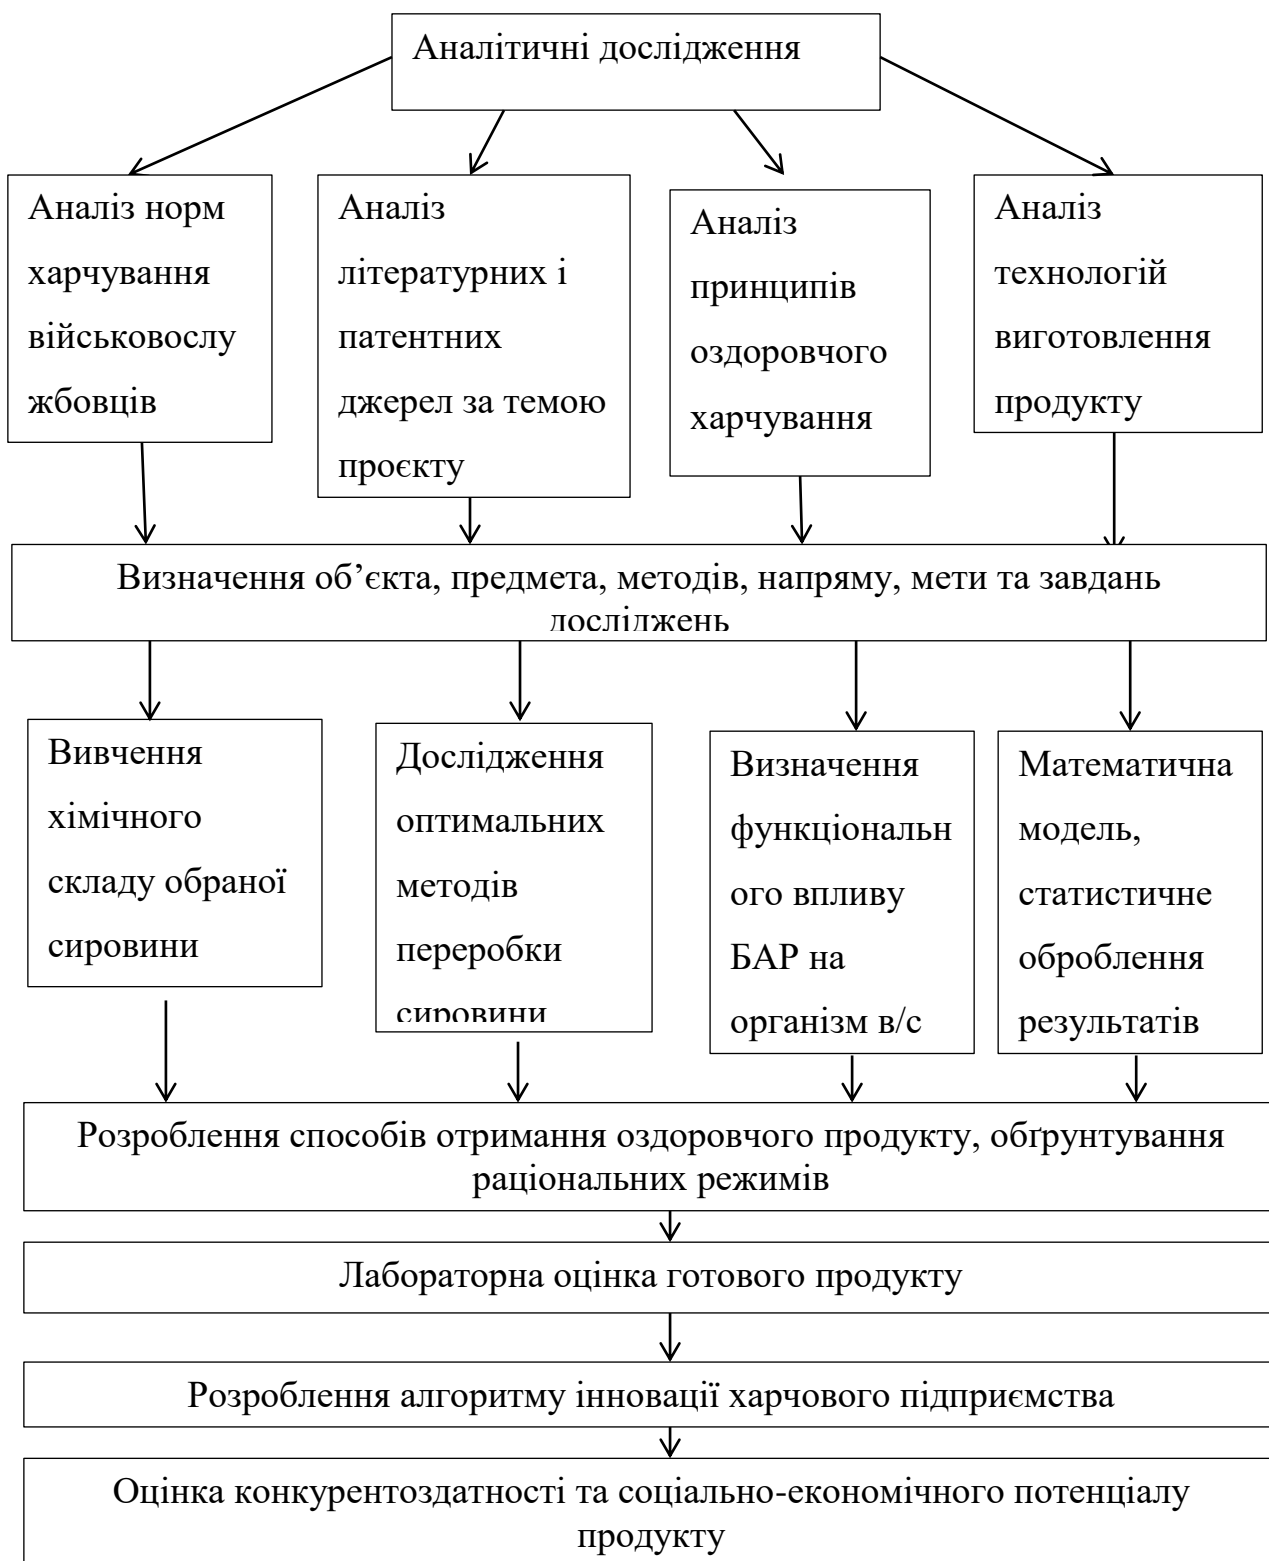 Аналітичні дослідження
Аналіз норм
харчування
військовослу
жбовців
Аналіз
літературних і
патентних
джерел за темою
проєкту
Аналіз
принципів
оздоровчого
харчування
Аналіз
технологій
виготовлення
продукту
Визначення об’єкта, предмета, методів, напряму, мети та завдань
досліджень
Вивчення
хімічного
складу обраної
сировини
Дослідження
оптимальних
методів
переробки
сировини
Визначення
функціональн
ого впливу
БАР на
організм в/с
Математична
модель,
статистичне
оброблення
результатів
Розроблення способів отримання оздоровчого продукту, обґрунтування
раціональних режимів
Лабораторна оцінка готового продукту
Розроблення алгоритму інновації харчового підприємства
Оцінка конкурентоздатності та соціально-економічного потенціалу
продукту